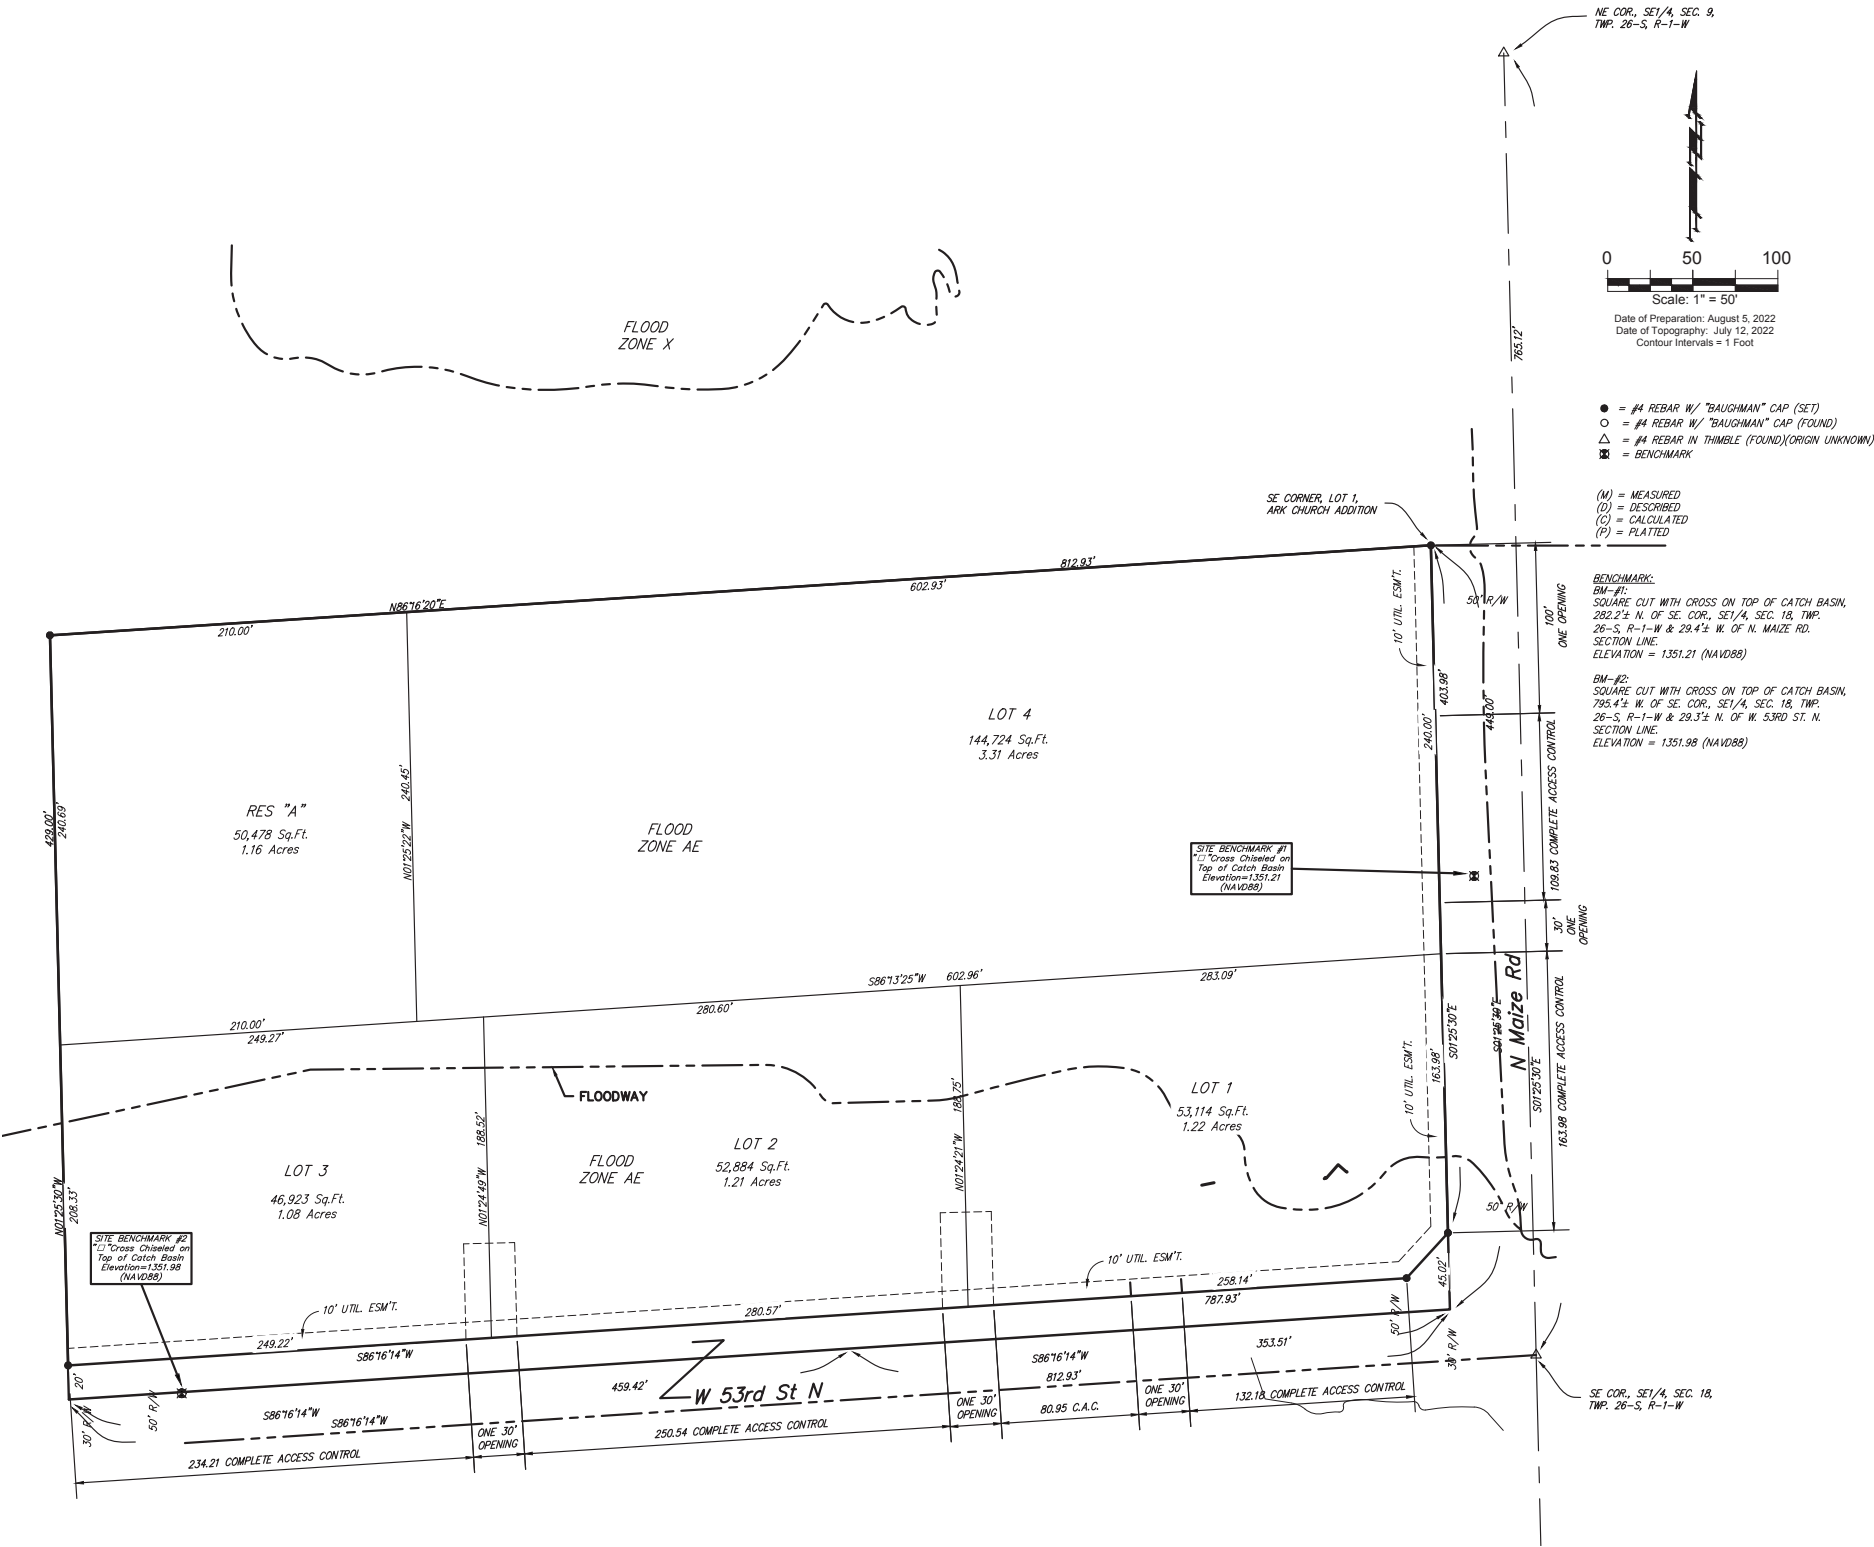 NE COR., SE1/4, SEC. 9,
TWP. 26-S, R-1-W
0 50 100
Scale: 1" = 50'
Date of Preparation: August 5, 2022
Date of Topography: July 12, 2022
Contour Intervals = 1 Foot
765.12'
FLOOD
ZONE X
= #4 REBAR W/ "BAUGHMAN" CAP (SET)
= #4 REBAR W/ "BAUGHMAN" CAP (FOUND)
= #4 REBAR IN THIMBLE (FOUND)(ORIGIN UNKNOWN)
= BENCHMARK
(M) = MEASURED
(D) = DESCRIBED
(C) = CALCULATED
(P) = PLATTED
SE CORNER, LOT 1,
ARK CHURCH ADDITION
BENCHMARK:
BM-#1:
SQUARE CUT WITH CROSS ON TOP OF CATCH BASIN,
282.2'± N. OF SE. COR., SE1/4, SEC. 18, TWP.
26-S, R-1-W & 29.4'± W. OF N. MAIZE RD.
SECTION LINE.
ELEVATION = 1351.21 (NAVD88)
BM-#2:
SQUARE CUT WITH CROSS ON TOP OF CATCH BASIN,
795.4'± W. OF SE. COR., SE1/4, SEC. 18, TWP.
26-S, R-1-W & 29.3'± N. OF W. 53RD ST. N.
SECTION LINE.
ELEVATION = 1351.98 (NAVD88)
812.93'
602.93'
N86°16'20"E
210.00'
10' UTIL. ESM'T.
50' R/W
100'
ONE OPENING
403.98'
240.00'
449.00'
LOT 4
144,724 Sq.Ft.
3.31 Acres
109.83 COMPLETE ACCESS CONTROL
429.00'
240.69'
RES "A"
50,478 Sq.Ft.
1.16 Acres
N01°25'22"W 240.45'
FLOOD
ZONE AE
SITE BENCHMARK #1
"□"Cross Chiseled on
Top of Catch Basin
Elevation=1351.21
(NAVD88)
30'
ONE
OPENING
S86°13'25"W 602.96'
283.09'
280.60'
210.00'
249.27'
N Maize Rd
S01°25'30"E
S01°25'30"E
S01°25'30"E
163.98 COMPLETE ACCESS CONTROL
163.98'
10' UTIL. ESM'T.
FLOODWAY
LOT 1
53,114 Sq.Ft.
1.22 Acres
N01°24'21"W 188.75'
LOT 2
52,884 Sq.Ft.
1.21 Acres
FLOOD
ZONE AE
N01°24'49"W 188.52'
LOT 3
46,923 Sq.Ft.
1.08 Acres
N01°25'30"W
208.33'
50' R/W
SITE BENCHMARK #2
"□"Cross Chiseled on
Top of Catch Basin
Elevation=1351.98
(NAVD88)
10' UTIL. ESM'T.
258.14'
787.93'
45.02'
10' UTIL. ESM'T.
280.57'
249.22'
S86°16'14"W
50' R/W
30' R/W
353.51'
S86°16'14"W
812.93'
20'
459.42'
W 53rd St N
132.18 COMPLETE ACCESS CONTROL
ONE 30'
OPENING
80.95 C.A.C.
ONE 30'
OPENING
SE COR., SE1/4, SEC. 18,
TWP. 26-S, R-1-W
30' R/W
50' R/W
S86°16'14"W
S86°16'14"W
250.54 COMPLETE ACCESS CONTROL
ONE 30'
OPENING
234.21 COMPLETE ACCESS CONTROL